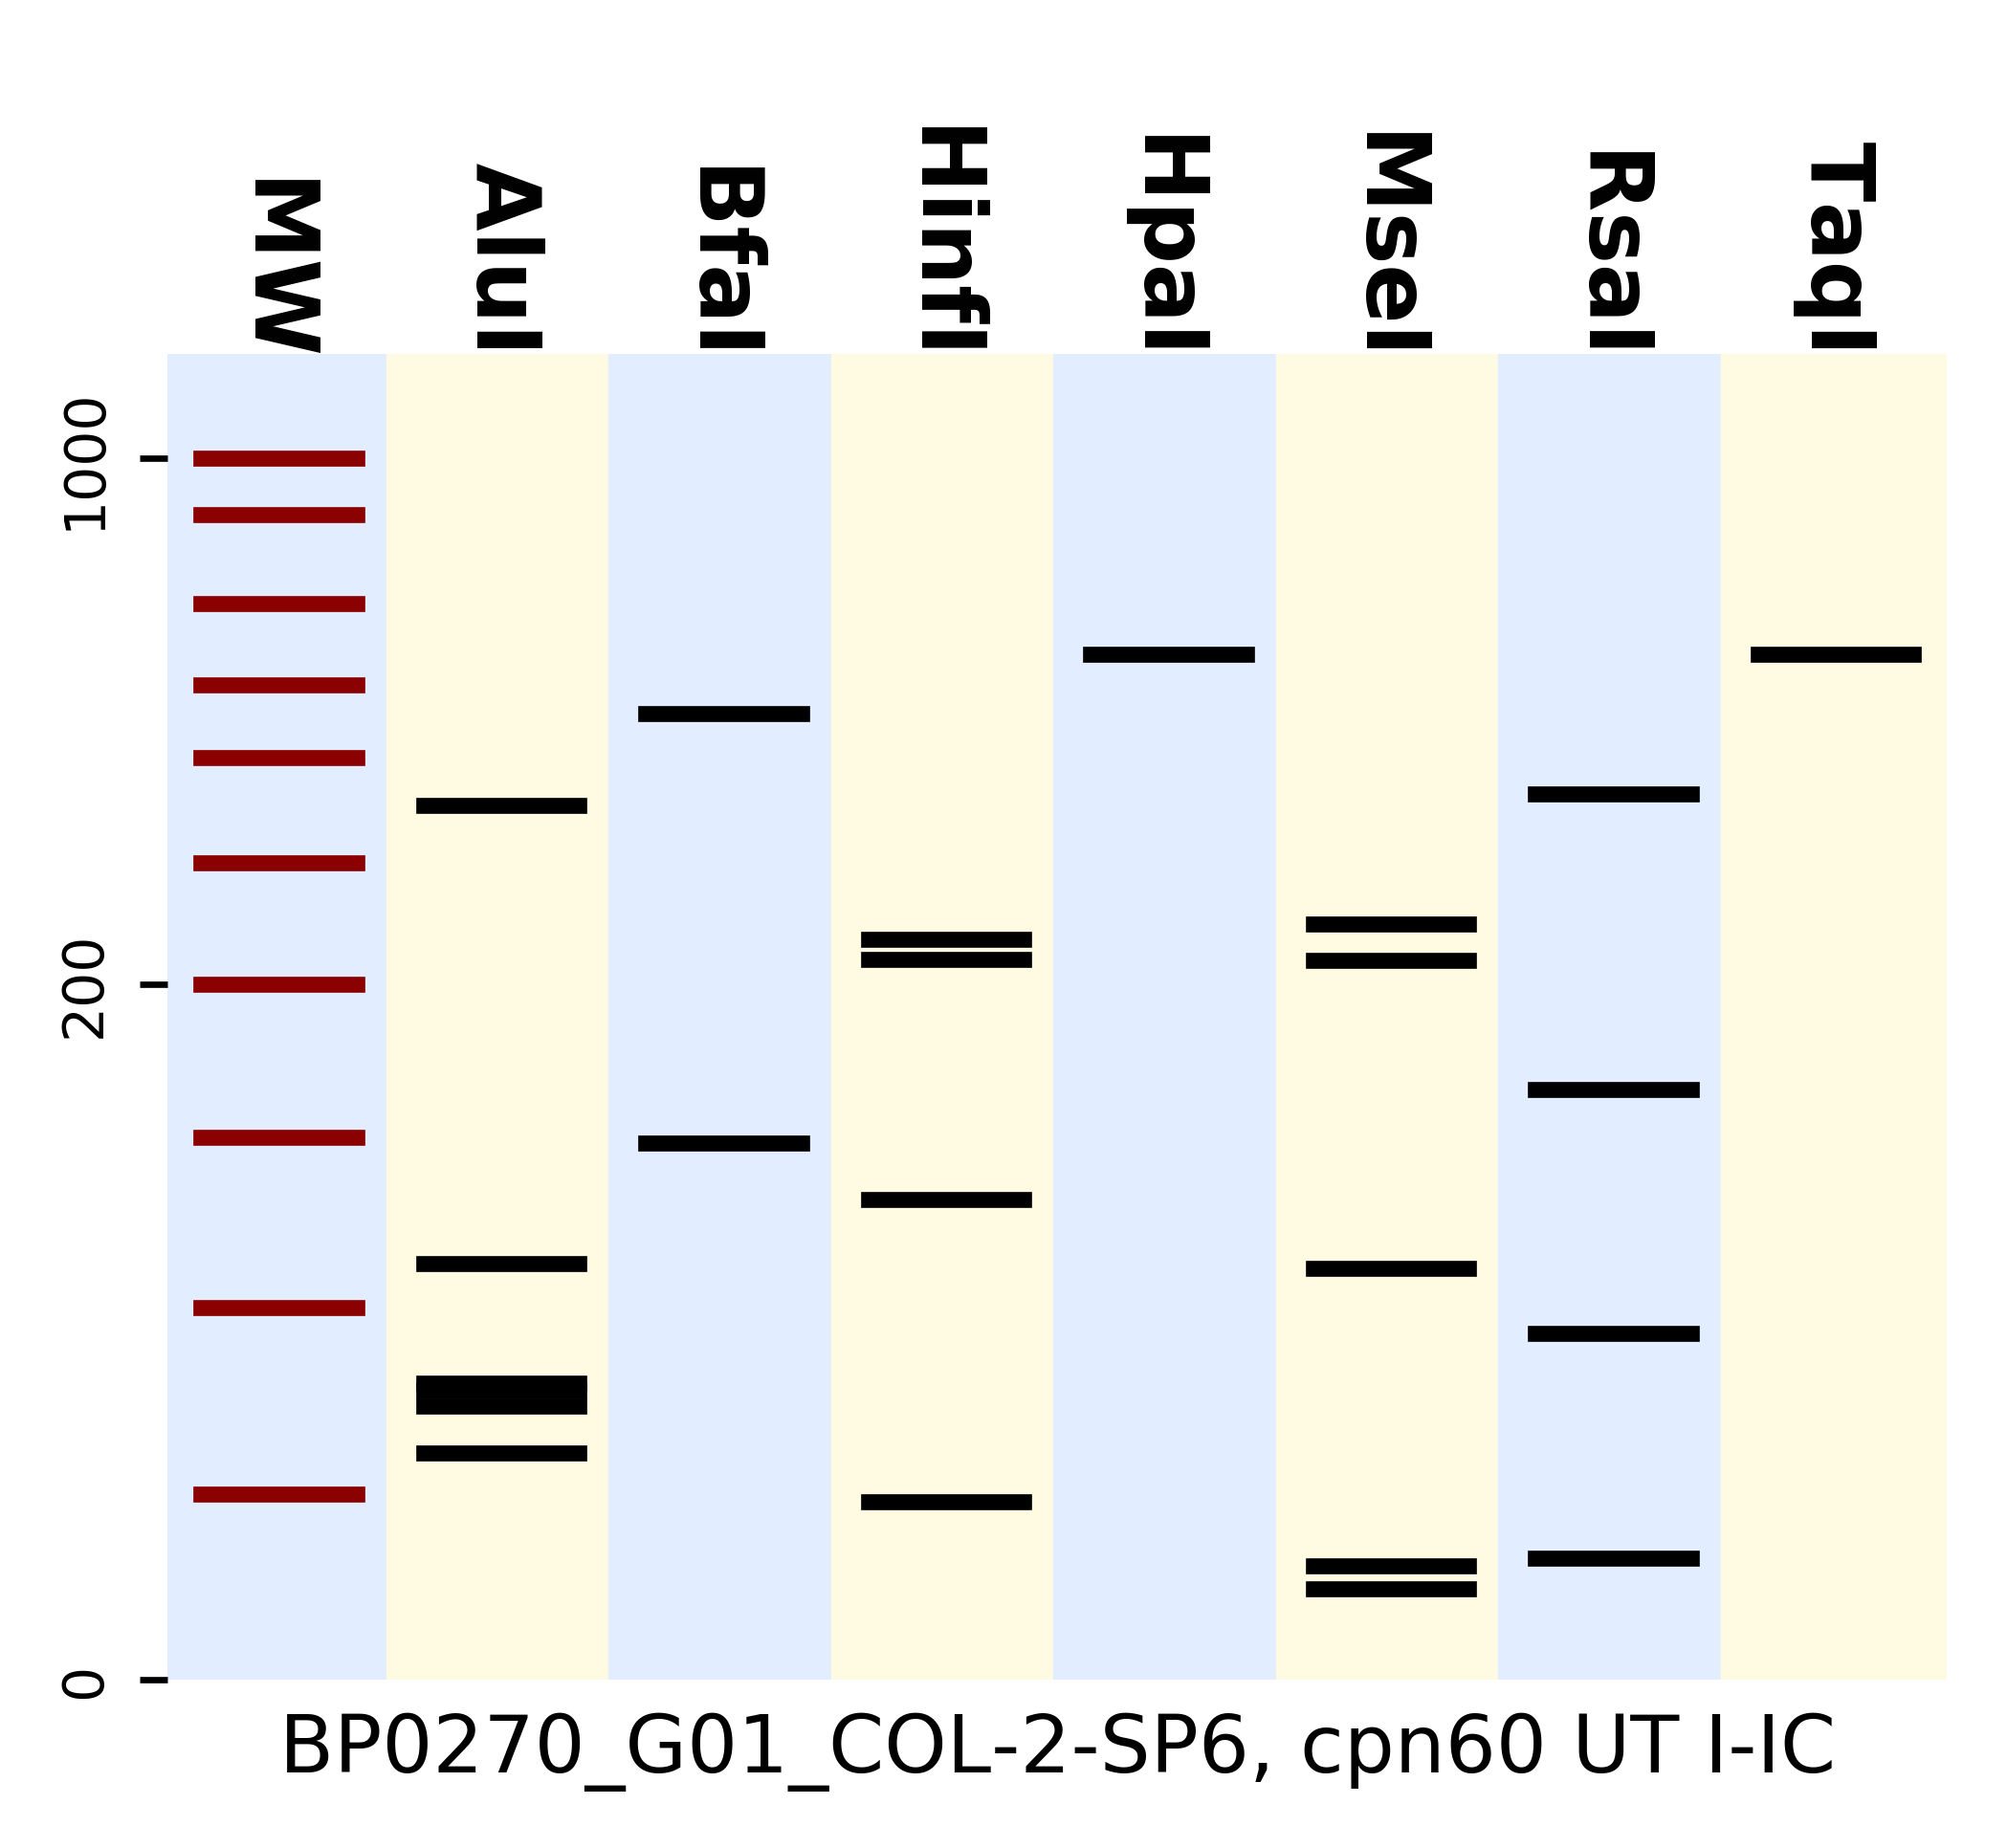 MW
AluI
BfaI
HinfI
HpaI
MseI
RsaI
TaqI
1000
200
0
BP0270_G01_COL-2-SP6, cpn60 UT I-IC